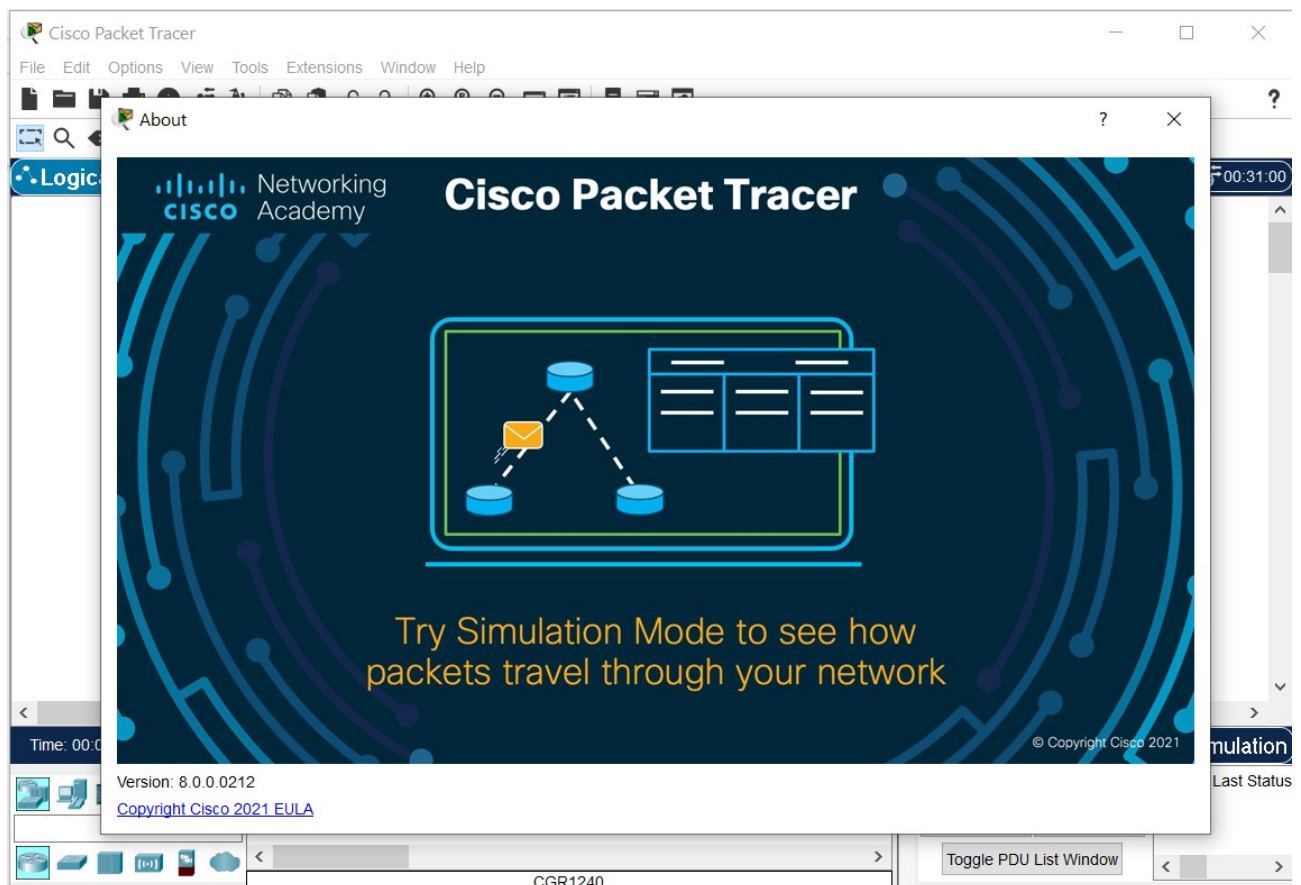 Cisco Packet Tracer
File Edit Options View Tools Extensions Window Help
?
About ?
Logic
Networking
CISCO Academy
Cisco Packet Tracer
00:31:00
Try Simulation Mode to see how
packets travel through your network
© Copyright Cisco 2021
Time: 00:0
mulation
Version: 8.0.0.0212
Last Status
Copyright Cisco 2021 EULA
Toggle PDU List Window
CGR1240